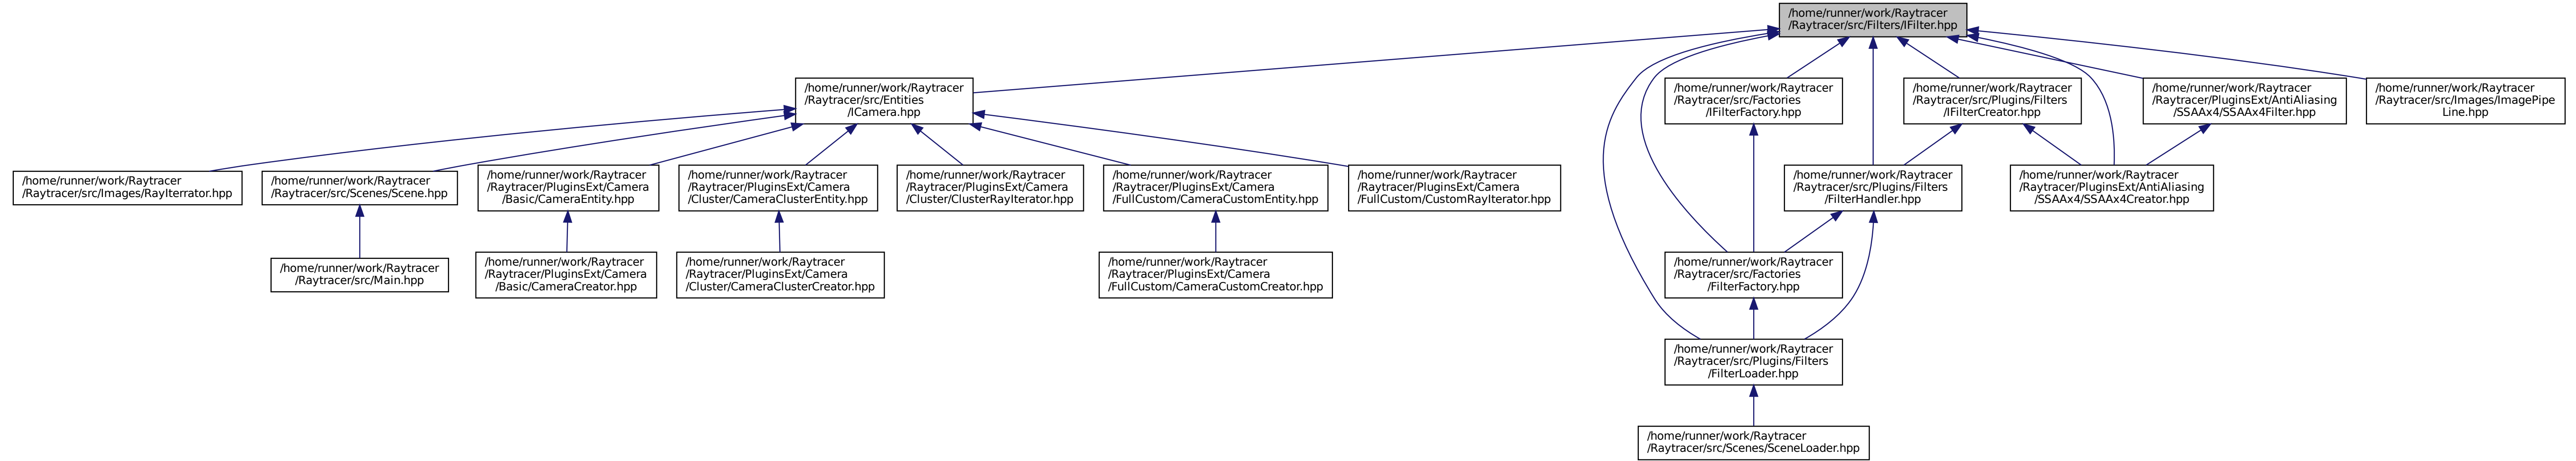 /home/runner/work/Raytracer
/Raytracer/src/Filters/IFilter.hpp
/home/runner/work/Raytracer
/Raytracer/src/Entities
/ICamera.hpp
/home/runner/work/Raytracer
/Raytracer/src/Factories
/IFilterFactory.hpp
/home/runner/work/Raytracer
/Raytracer/src/Plugins/Filters
/IFilterCreator.hpp
/home/runner/work/Raytracer
/Raytracer/PluginsExt/AntiAliasing
/SSAAx4/SSAAx4Filter.hpp
/home/runner/work/Raytracer
/Raytracer/src/Images/ImagePipe
Line.hpp
/home/runner/work/Raytracer
/Raytracer/src/Images/RayIterrator.hpp
/home/runner/work/Raytracer
/Raytracer/src/Scenes/Scene.hpp
/home/runner/work/Raytracer
/Raytracer/PluginsExt/Camera
/Basic/CameraEntity.hpp
/home/runner/work/Raytracer
/Raytracer/PluginsExt/Camera
/Cluster/CameraClusterEntity.hpp
/home/runner/work/Raytracer
/Raytracer/PluginsExt/Camera
/Cluster/ClusterRayIterator.hpp
/home/runner/work/Raytracer
/Raytracer/PluginsExt/Camera
/FullCustom/CameraCustomEntity.hpp
/home/runner/work/Raytracer
/Raytracer/PluginsExt/Camera
/FullCustom/CustomRayIterator.hpp
/home/runner/work/Raytracer
/Raytracer/src/Plugins/Filters
/FilterHandler.hpp
/home/runner/work/Raytracer
/Raytracer/PluginsExt/AntiAliasing
/SSAAx4/SSAAx4Creator.hpp
/home/runner/work/Raytracer
/Raytracer/src/Main.hpp
/home/runner/work/Raytracer
/Raytracer/PluginsExt/Camera
/Basic/CameraCreator.hpp
/home/runner/work/Raytracer
/Raytracer/PluginsExt/Camera
/Cluster/CameraClusterCreator.hpp
/home/runner/work/Raytracer
/Raytracer/PluginsExt/Camera
/FullCustom/CameraCustomCreator.hpp
/home/runner/work/Raytracer
/Raytracer/src/Factories
/FilterFactory.hpp
/home/runner/work/Raytracer
/Raytracer/src/Plugins/Filters
/FilterLoader.hpp
/home/runner/work/Raytracer
/Raytracer/src/Scenes/SceneLoader.hpp